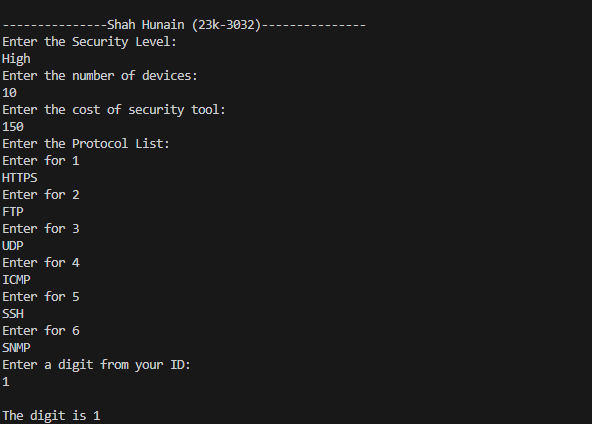 ---------------Shah Hunain (23k-3032)---------------
Enter the Security Level:
High
Enter the number of devices:
10
Enter the cost of security tool:
150
Enter the Protocol List:
Enter for 1
HTTPS
Enter for 2
FTP
Enter for 3
UDP
Enter for 4
ICMP
Enter for 5
SSH
Enter for 6
SNMP
Enter a digit from your ID:
1
The digit is 1